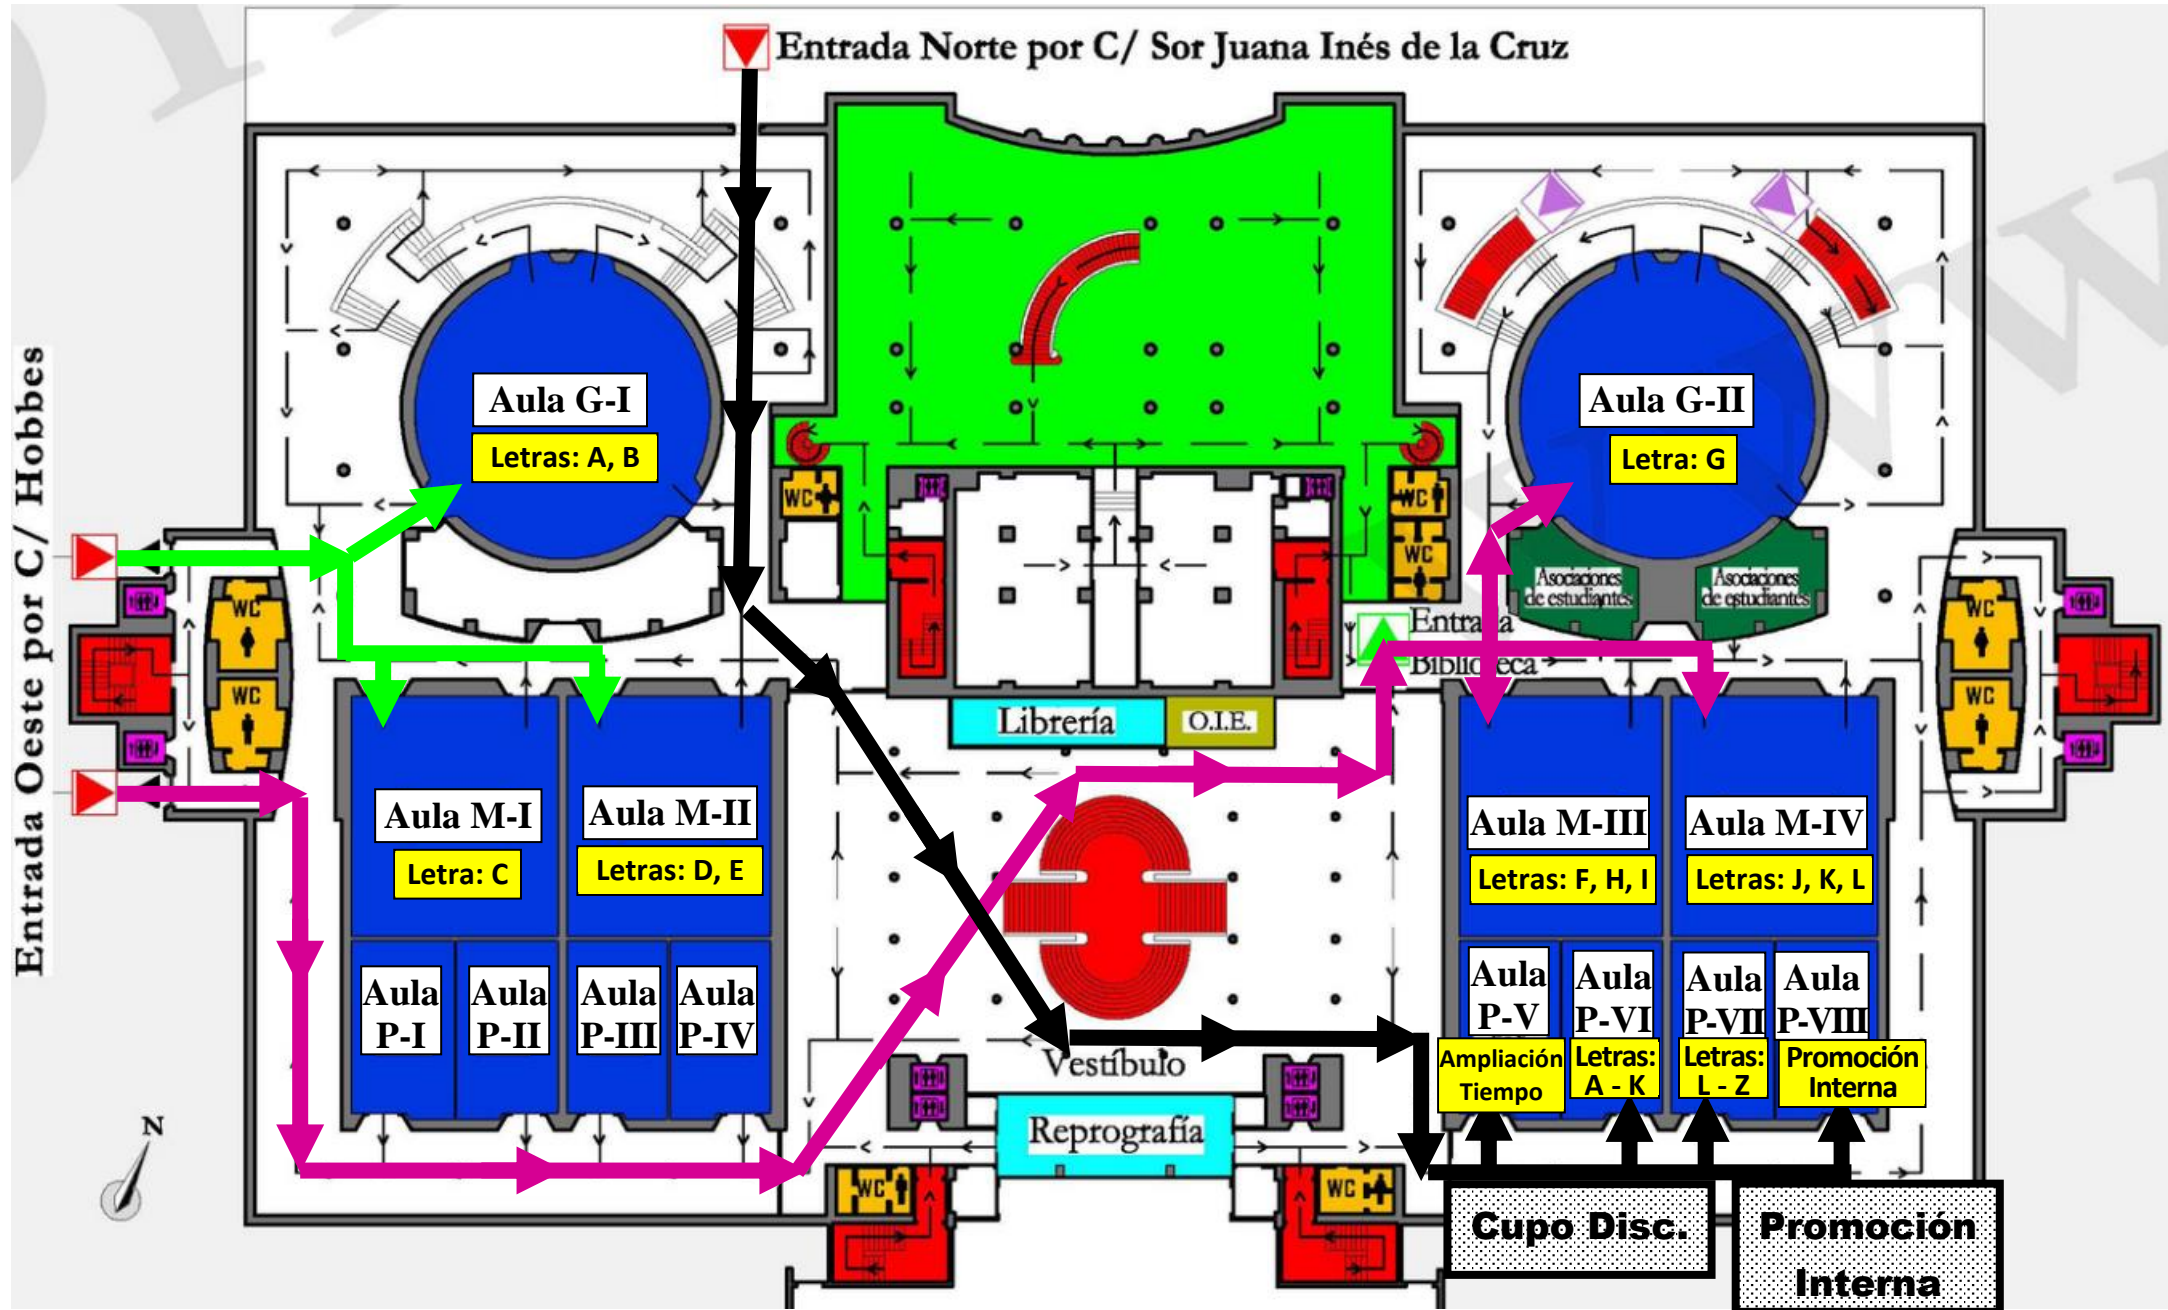 Entrada Norte por C/ Sor Juana Inés de la Cruz
Entrada Oeste por C/ Hobbes
Aula G-I
Letras: A, B
Aula G-II
Letra: G
WC
WC
WC
WC
WC
Asociaciones
de estudiantes
Asociaciones
de estudiantes
WC
WC
WC
Entrada
Biblioteca
Librería
O.I.E.
Aula M-I
Letra: C
Aula M-II
Letras: D, E
Aula M-III
Letras: F, H, I
Aula M-IV
Letras: J, K, L
Aula
P-I
Aula
P-II
Aula
P-III
Aula
P-IV
Aula
P-V
Ampliación
Tiempo
Aula
P-VI
Letras:
A - K
Aula
P-VII
Letras:
L - Z
Aula
P-VIII
Promoción
Interna
Vestíbulo
Reprografía
N
WC
WC
Cupo Disc.
Promoción
Interna